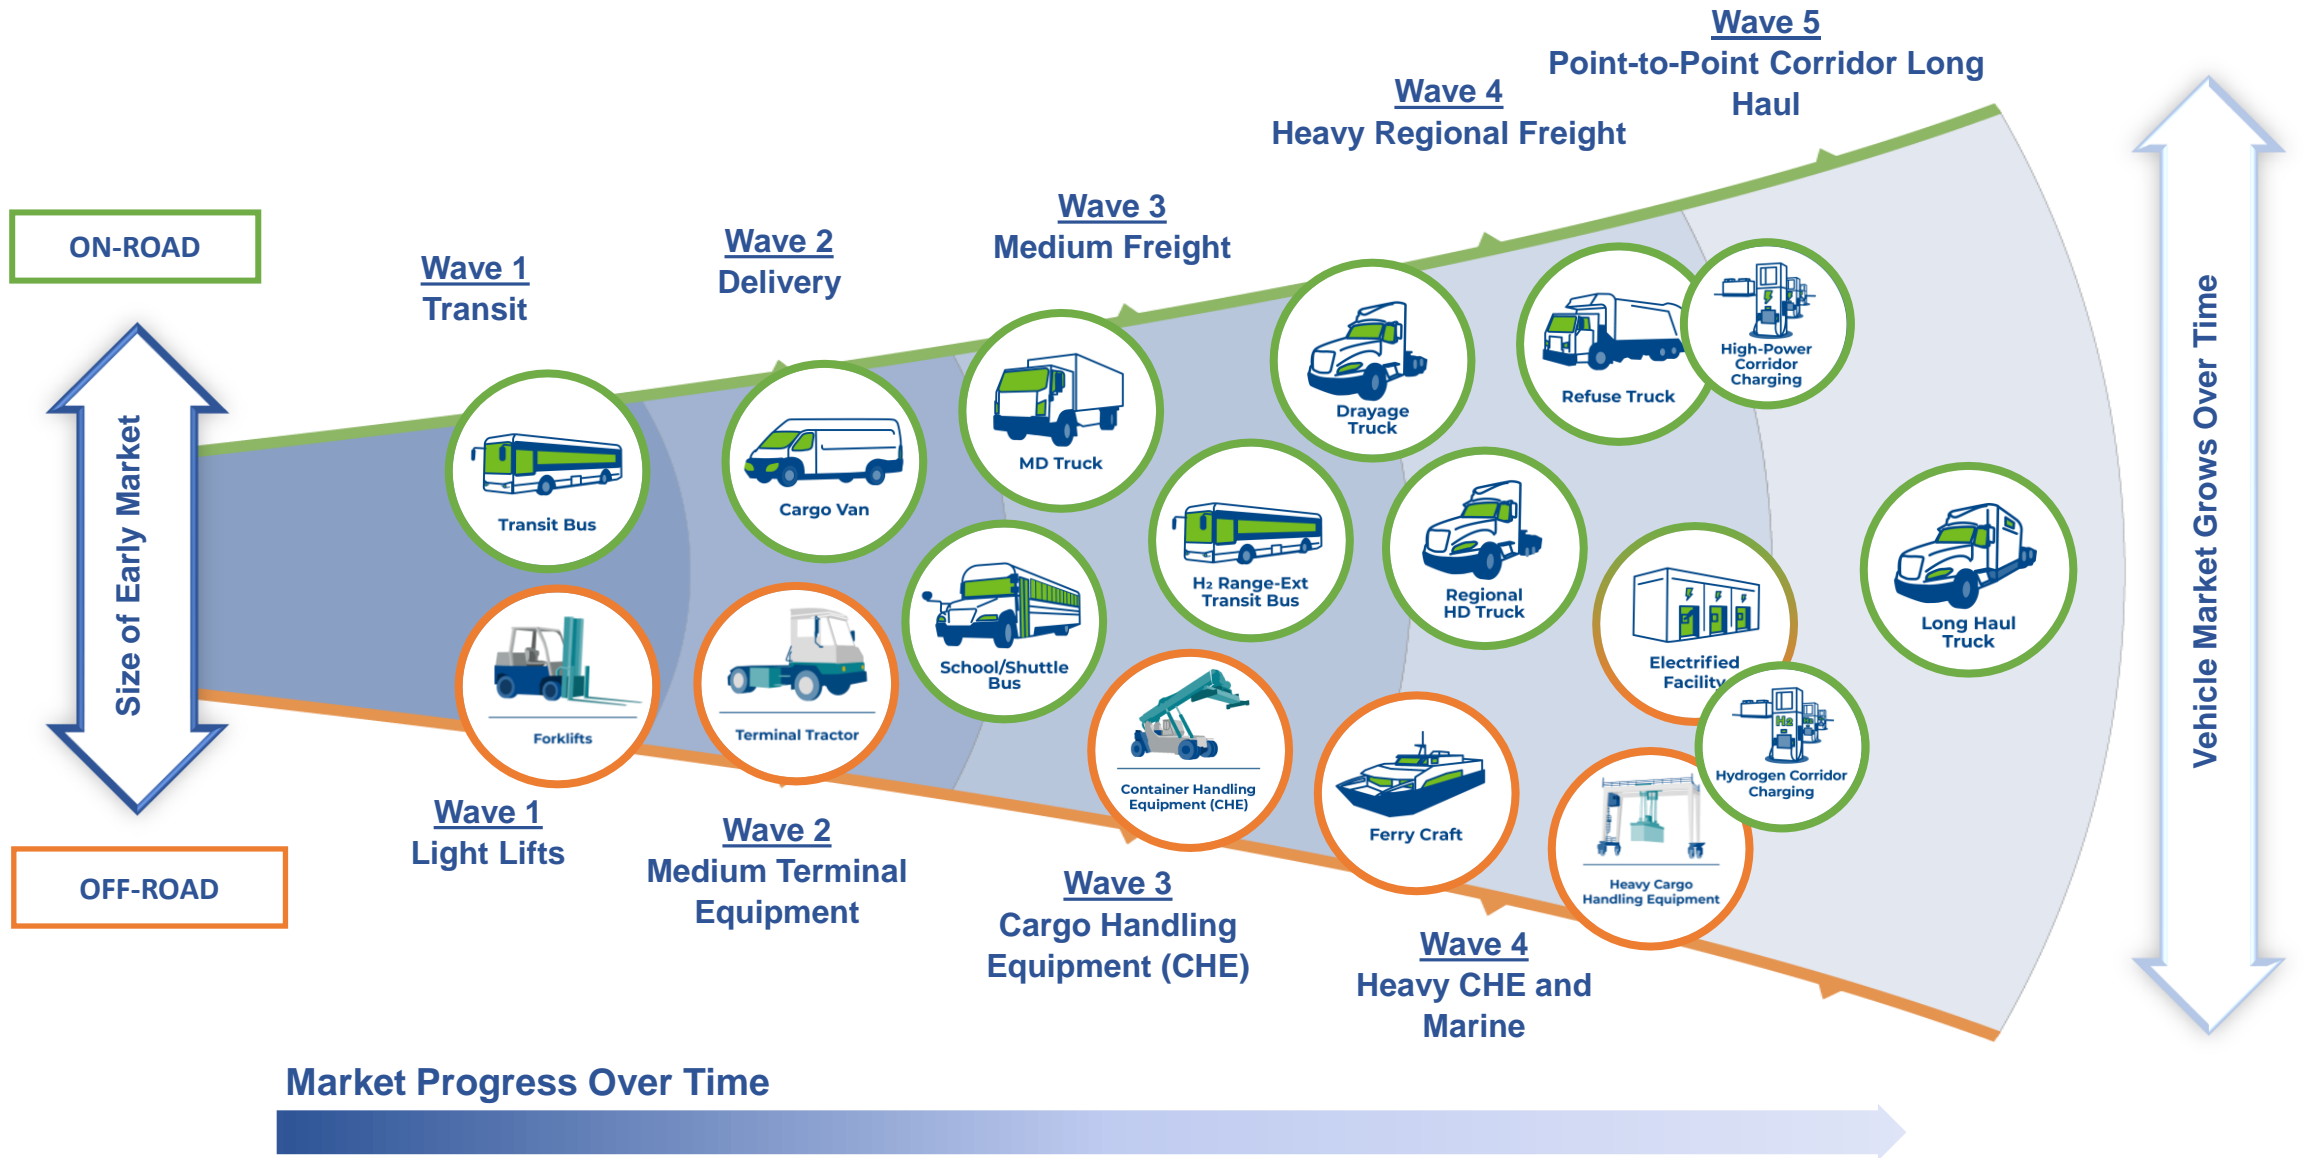 Wave 5
Point-to-Point Corridor Long
Haul
Wave 4
Heavy Regional Freight
Wave 3
Medium Freight
Wave 2
Delivery
Wave 1
Transit
ON-ROAD
Size of Early Market
OFF-ROAD
Vehicle Market Grows Over Time
Transit Bus
Forklifts
Cargo Van
Terminal Tractor
MD Truck
School/Shuttle
Bus
H₂ Range-Ext
Transit Bus
Container Handling
Equipment (CHE)
Drayage
Truck
Regional
HD Truck
Ferry Craft
Refuse Truck
High-Power
Corridor
Charging
Electrified
Facility
H2
Hydrogen Corridor
Charging
Heavy Cargo
Handling Equipment
Long Haul
Truck
Wave 1
Light Lifts
Wave 2
Medium Terminal
Equipment
Wave 3
Cargo Handling
Equipment (CHE)
Wave 4
Heavy CHE and
Marine
Market Progress Over Time